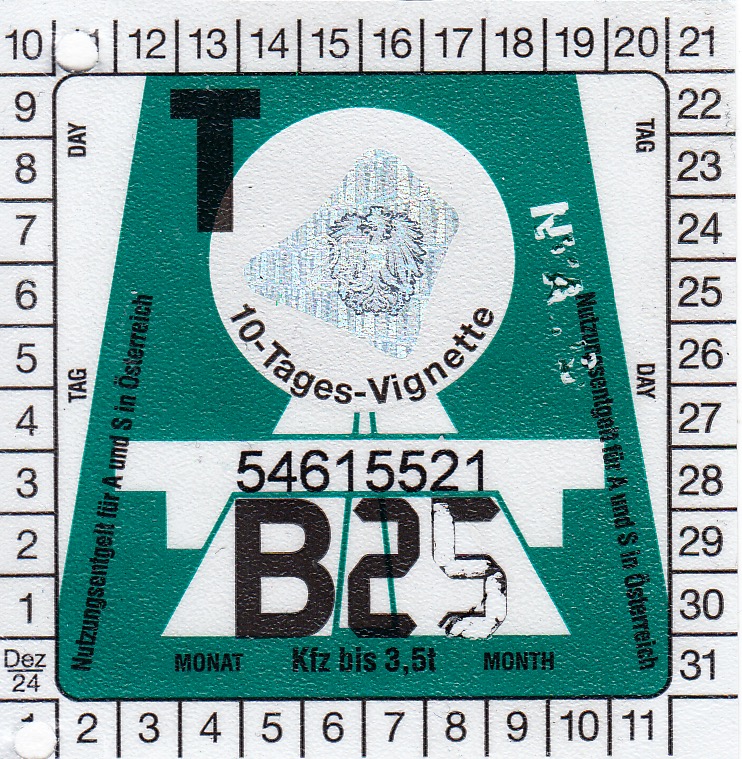 10 11 12 13 14 15 16 17 18 19 20 21
9
8
7
6
5
4
3
2
1
Dez
24
1 2 3 4 5 6 7 8 9 10 11
22
23
24
25
26
27
28
29
30
31
DAY
TAG
TAG
DAY
T
10-Tages-Vignette
Nutzungsentgelt für A und S in Österreich
Nutzungsentgelt für A und S in Österreich
54615521
B25
MONAT Kfz bis 3,5t MONTH